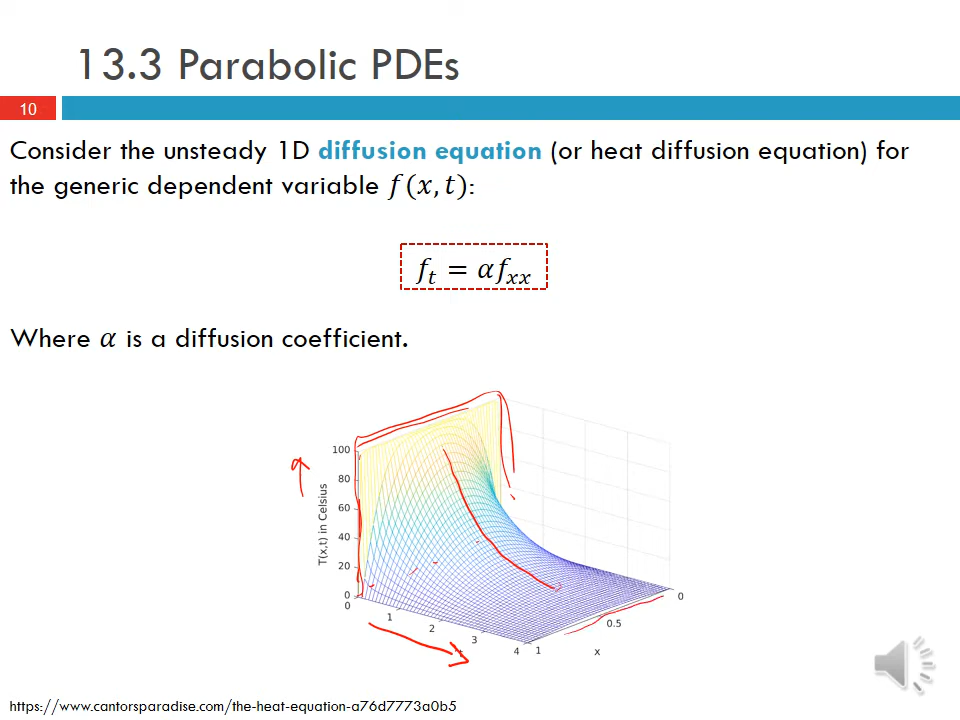 13.3 Parabolic PDEs
10
Consider the unsteady 1D diffusion equation (or heat diffusion equation) for
the generic dependent variable f(x, t):
f_t = αf_xx
Where α is a diffusion coefficient.
100
80
60
40
20
0
T(x,t) in Celsius
0
1
2
3
4
t
1
0.5
0
x
https://www.cantorsparadise.com/the-heat-equation-a76d7773a0b5